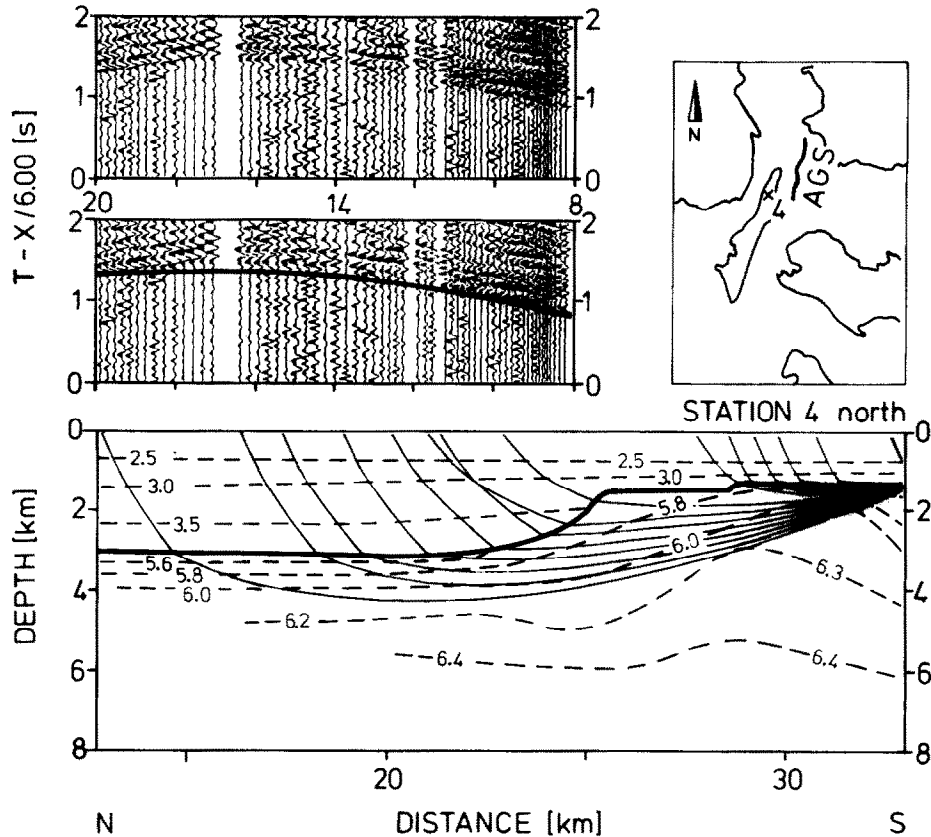 2 2
T - X/6.00 [s]
1 1
0 0
20 14 8
2 2
1 1
0 0
N
AGS
4
STATION 4 north
0 0
2.5 2.5
3.0 3.0
2 2
3.5 5.8
DEPTH [km]
5.6 6.0
5.8
4 6.0 6.3 4
6.2
6 6.4 6.4 6
8 8
20 30
N DISTANCE [km] S